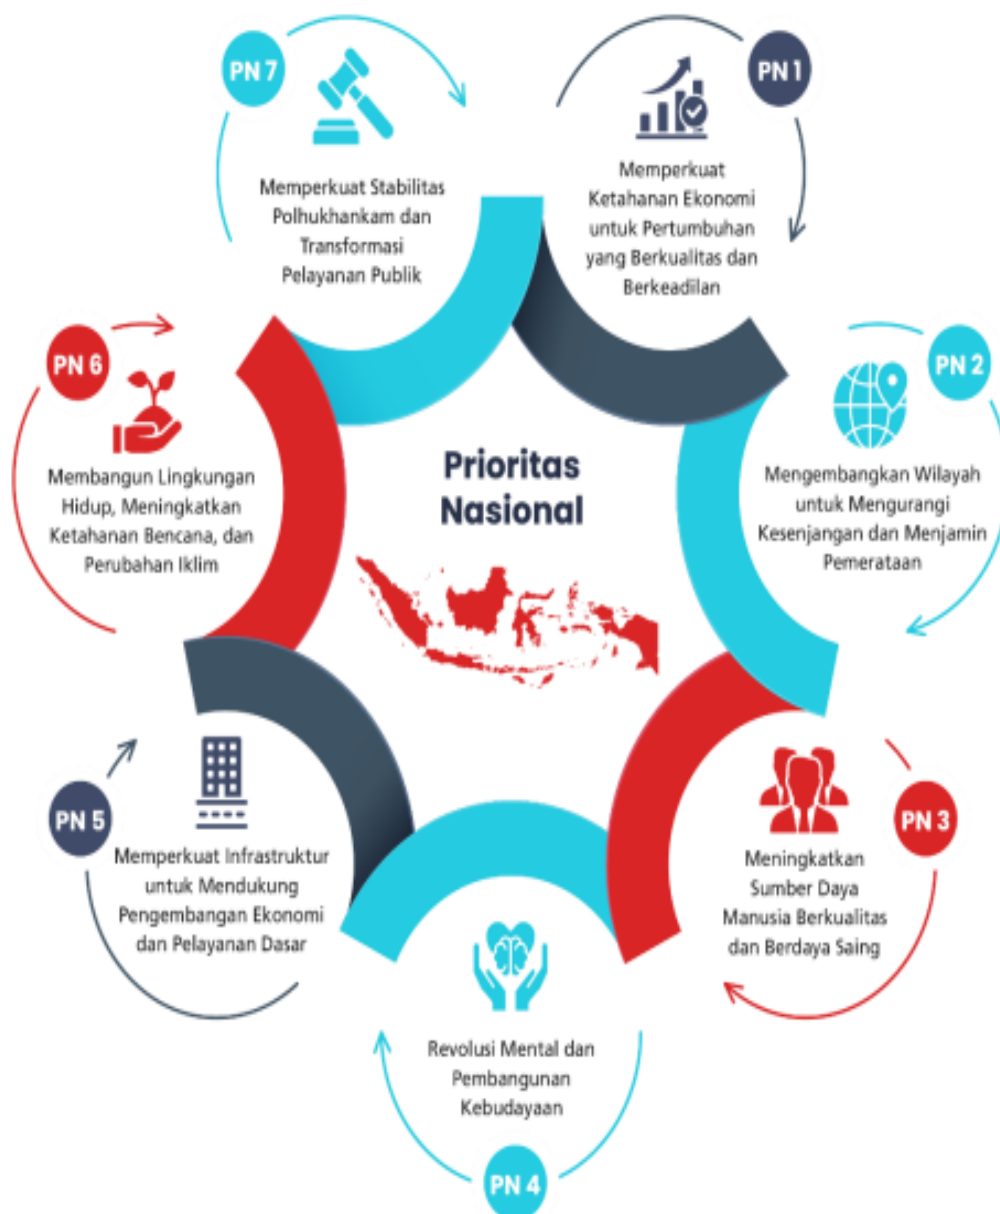 Prioritas
Nasional
PN 1
Memperkuat
Ketahanan Ekonomi
untuk Pertumbuhan
yang Berkualitas dan
Berkeadilan
PN 2
Mengembangkan Wilayah
untuk Mengurangi
Kesenjangan dan Menjamin
Pemerataan
PN 3
Meningkatkan
Sumber Daya
Manusia Berkualitas
dan Berdaya Saing
PN 4
Revolusi Mental dan
Pembangunan
Kebudayaan
PN 5
Memperkuat Infrastruktur
untuk Mendukung
Pengembangan Ekonomi
dan Pelayanan Dasar
PN 6
Membangun Lingkungan
Hidup, Meningkatkan
Ketahanan Bencana, dan
Perubahan Iklim
PN 7
Memperkuat Stabilitas
Polhukhankam dan
Transformasi
Pelayanan Publik